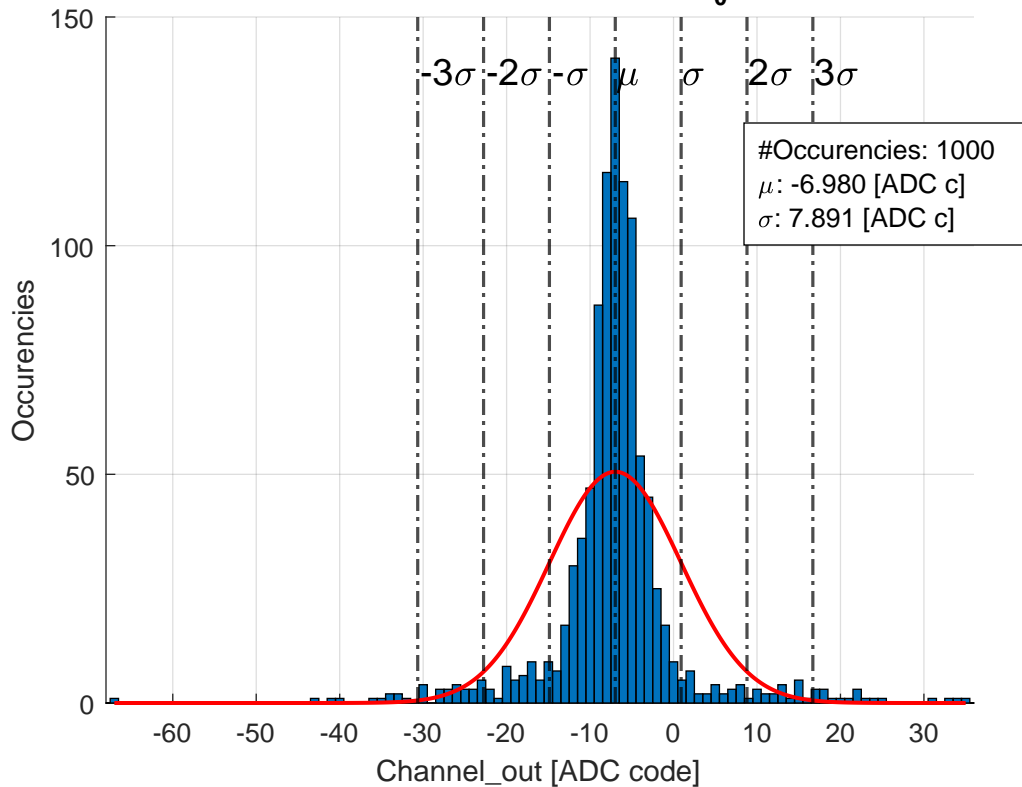 0
150
-3σ -2σ -σ μ σ 2σ 3σ
#Occurencies: 1000
μ: -6.980 [ADC c]
σ: 7.891 [ADC c]
100
50
0
Occurencies
-60 -50 -40 -30 -20 -10 0 10 20 30
Channel_out [ADC code]